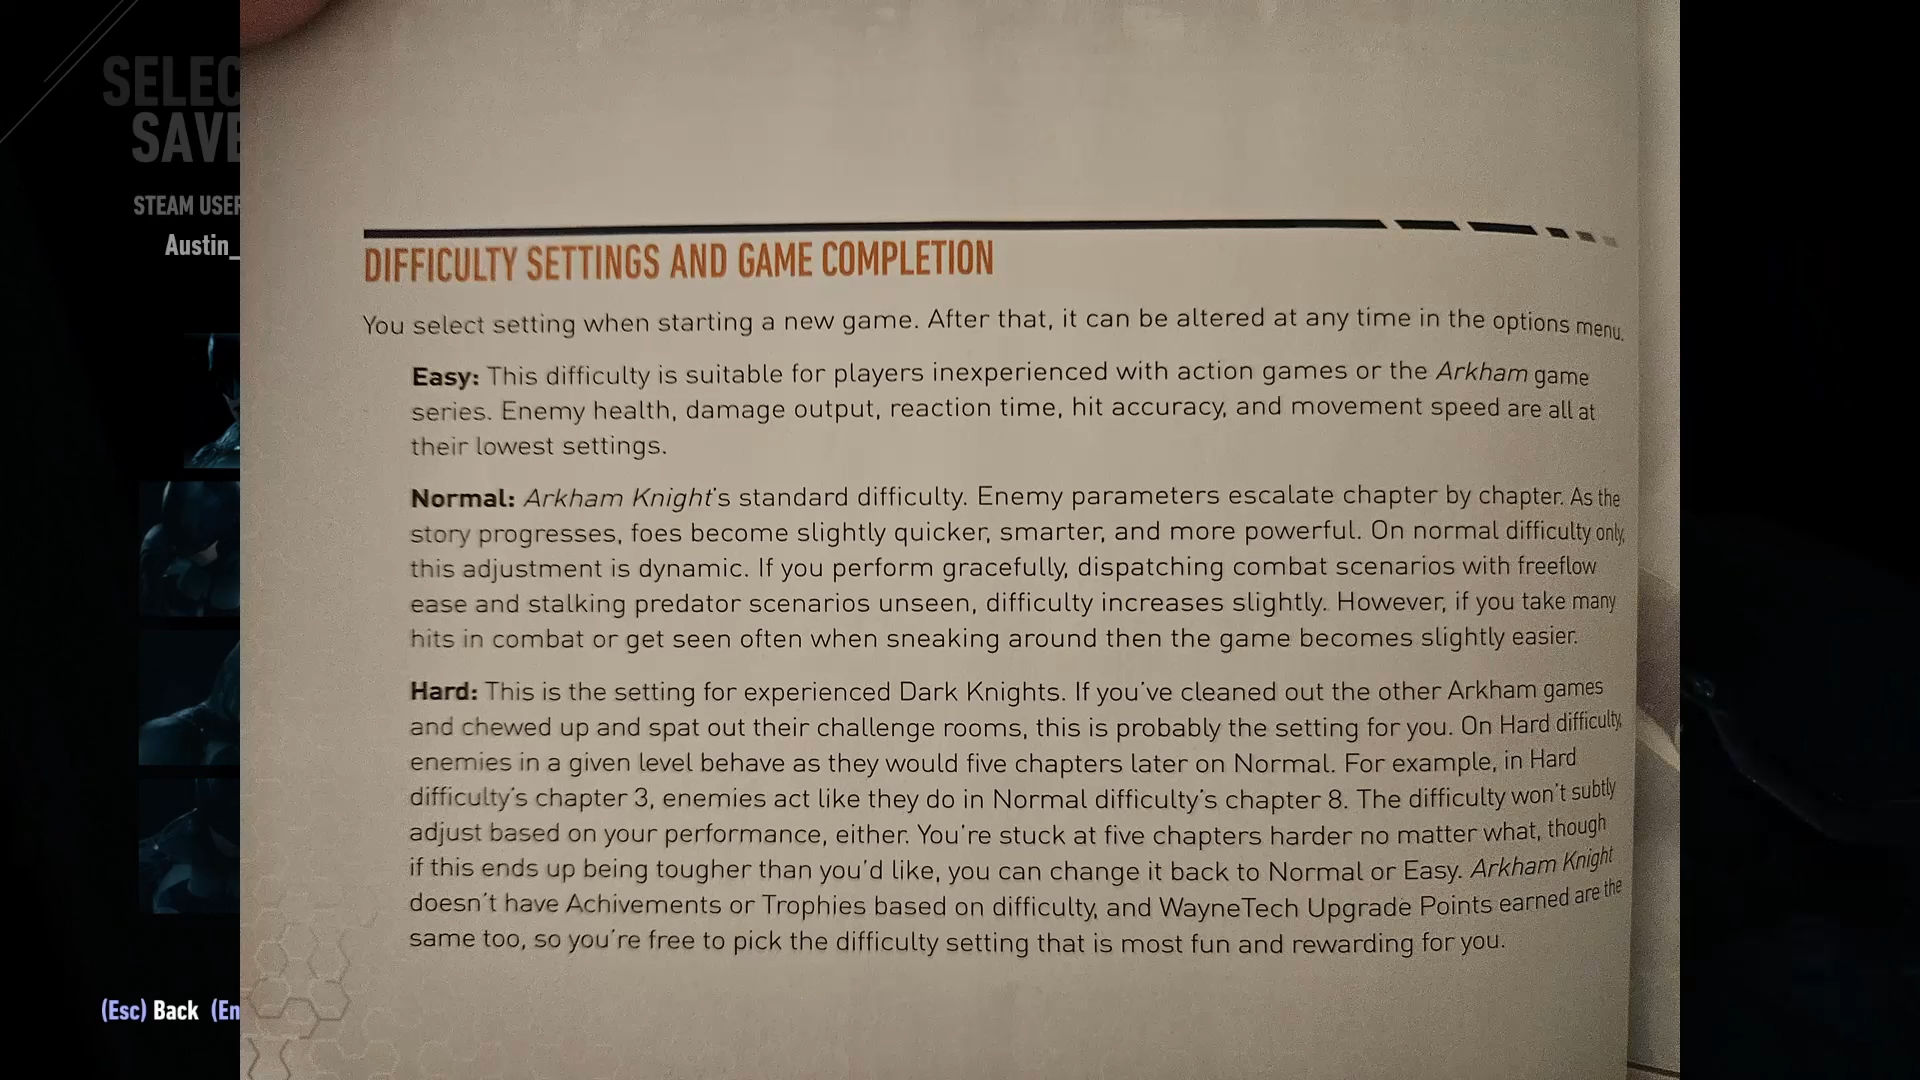 SELEC
SAVE
STEAM USER
Austin_
DIFFICULTY SETTINGS AND GAME COMPLETION
You select setting when starting a new game. After that, it can be altered at any time in the options menu.
Easy: This difficulty is suitable for players inexperienced with action games or the Arkham game
series. Enemy health, damage output, reaction time, hit accuracy, and movement speed are all at
their lowest settings.
Normal: Arkham Knight's standard difficulty. Enemy parameters escalate chapter by chapter. As the
story progresses, foes become slightly quicker, smarter, and more powerful. On normal difficulty only,
this adjustment is dynamic. If you perform gracefully, dispatching combat scenarios with freeflow
ease and stalking predator scenarios unseen, difficulty increases slightly. However, if you take many
hits in combat or get seen often when sneaking around then the game becomes slightly easier.
Hard: This is the setting for experienced Dark Knights. If you've cleaned out the other Arkham games
and chewed up and spat out their challenge rooms, this is probably the setting for you. On Hard difficulty,
enemies in a given level behave as they would five chapters later on Normal. For example, in Hard
difficulty's chapter 3, enemies act like they do in Normal difficulty's chapter 8. The difficulty won't subtly
adjust based on your performance, either. You're stuck at five chapters harder no matter what, though
if this ends up being tougher than you'd like, you can change it back to Normal or Easy. Arkham Knight
doesn't have Achivements or Trophies based on difficulty, and WayneTech Upgrade Points earned are the
same too, so you're free to pick the difficulty setting that is most fun and rewarding for you.
(Esc) Back (En